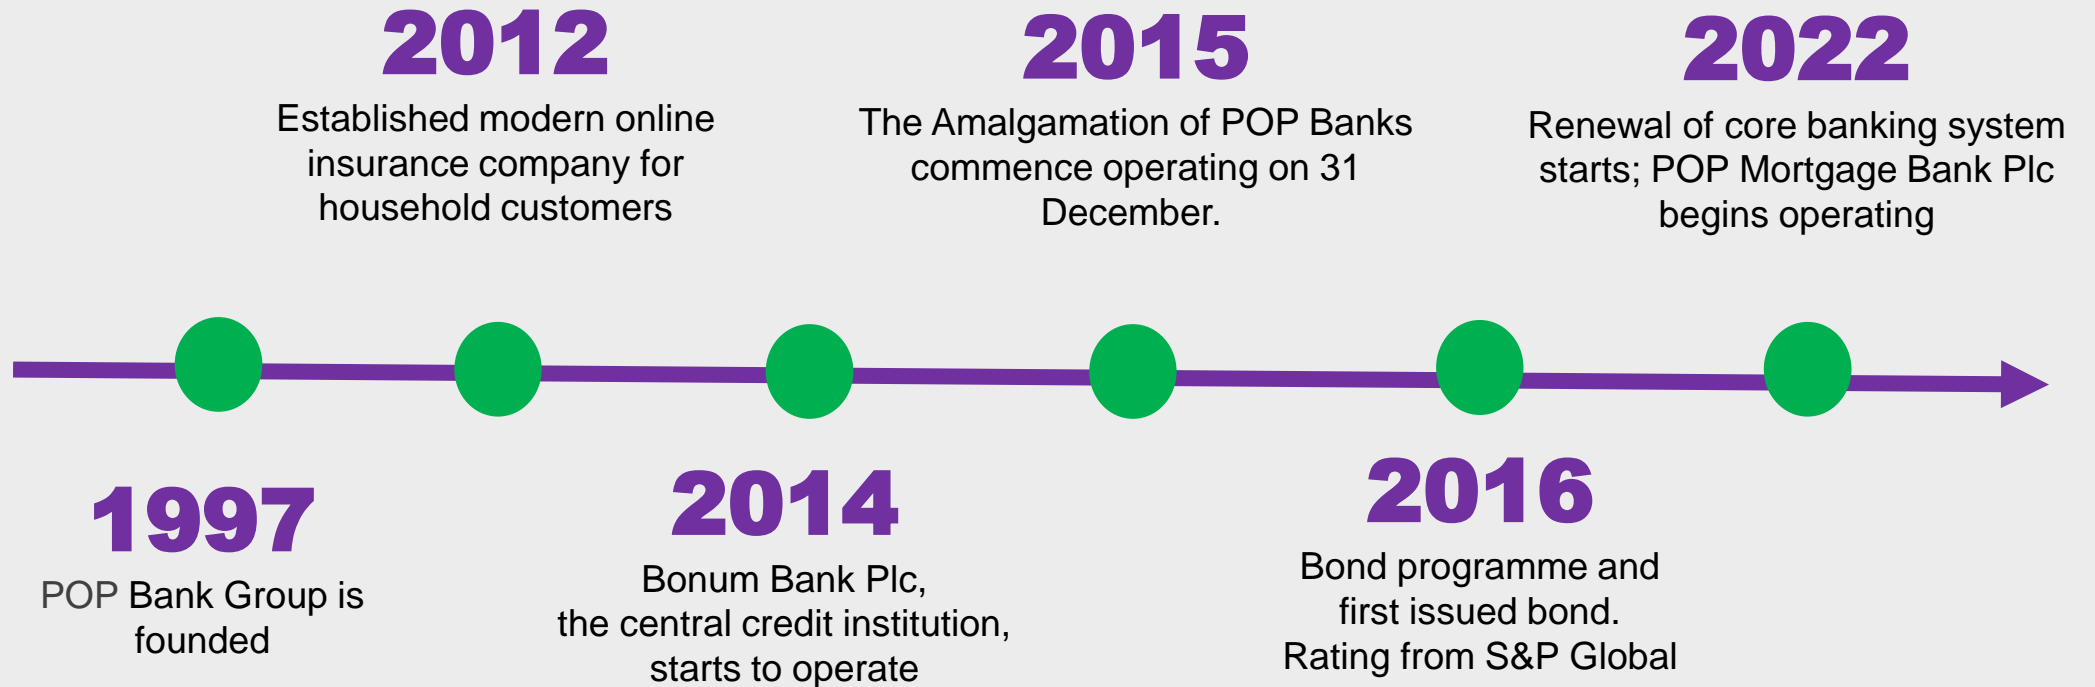 2012
Established modern online
insurance company for
household customers
2015
The Amalgamation of POP Banks
commence operating on 31
December.
2022
Renewal of core banking system
starts; POP Mortgage Bank Plc
begins operating
1997
POP Bank Group is
founded
2014
Bonum Bank Plc,
the central credit institution,
starts to operate
2016
Bond programme and
first issued bond.
Rating from S&P Global